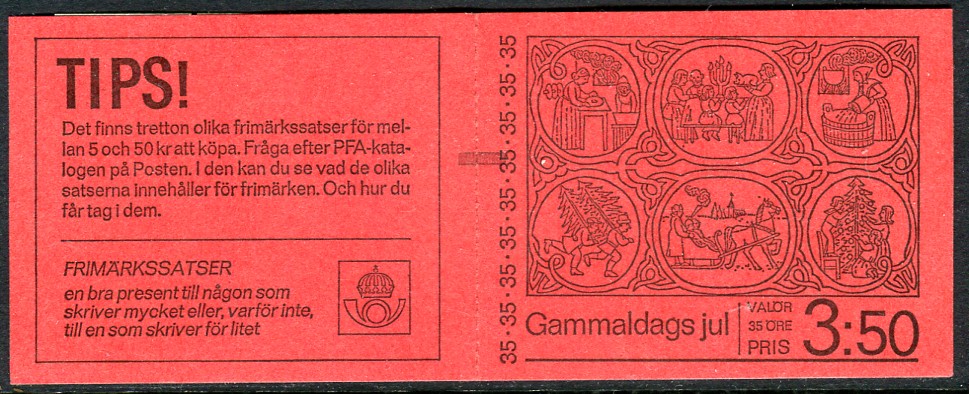 TIPS!
Det finns tretton olika frimärkssatser för mel-
lan 5 och 50 kr att köpa. Fråga efter PFA-kata-
logen på Posten. I den kan du se vad de olika
satserna innehåller för frimärken. Och hur du
får tag i dem.
FRIMÄRKSSATSER
en bra present till någon som
skriver mycket eller, varför inte,
till en som skriver för litet
35·35·35·35·35·35·35·35·35·35
Gammaldags jul
VALÖR
35 ÖRE
PRIS
3:50